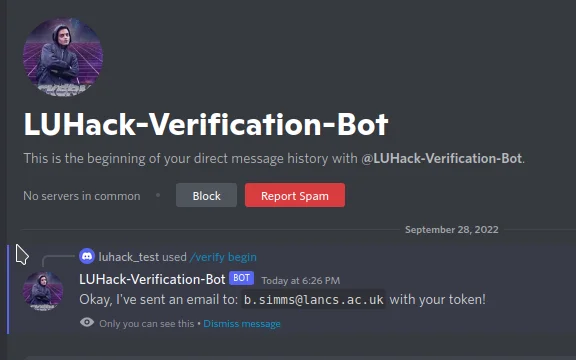 LUHack-Verification-Bot
This is the beginning of your direct message history with @LUHack-Verification-Bot.
No servers in common • Block Report Spam
September 28, 2022
luhack_test used /verify begin
LUHack-Verification-Bot BOT Today at 6:26 PM
Okay, I've sent an email to: b.simms@lancs.ac.uk with your token!
Only you can see this • Dismiss message